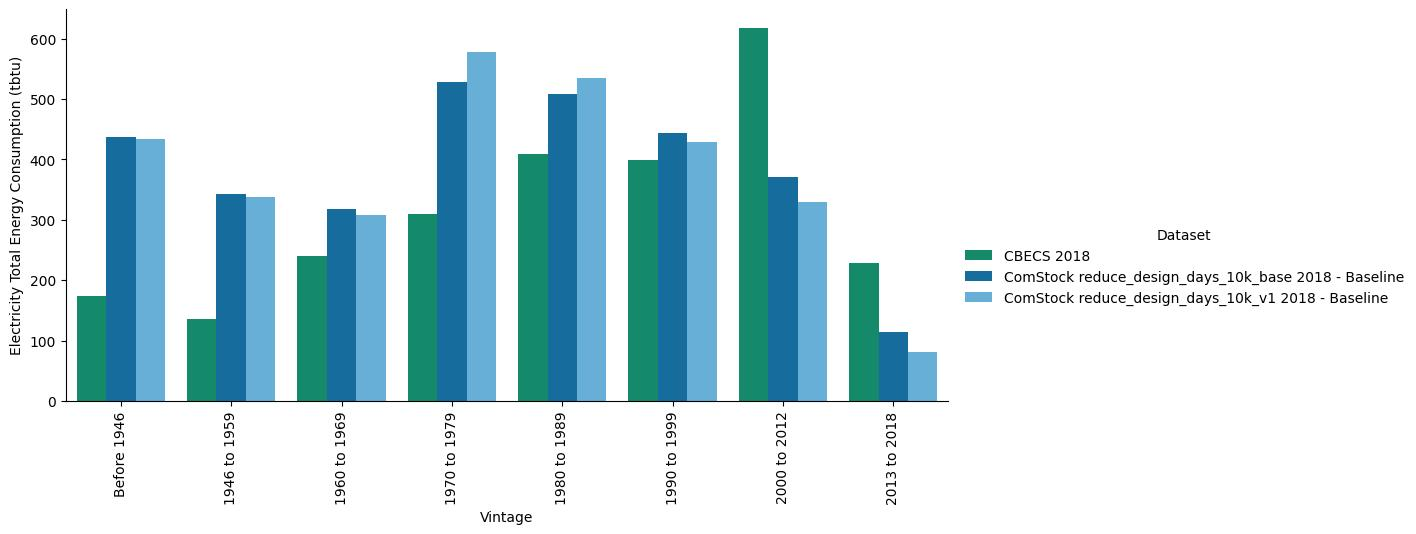 Electricity Total Energy Consumption (tbtu)
600
500
400
300
200
100
0
Before 1946
1946 to 1959
1960 to 1969
1970 to 1979
1980 to 1989
1990 to 1999
2000 to 2012
2013 to 2018
Vintage
Dataset
CBECS 2018
ComStock reduce_design_days_10k_base 2018 - Baseline
ComStock reduce_design_days_10k_v1 2018 - Baseline